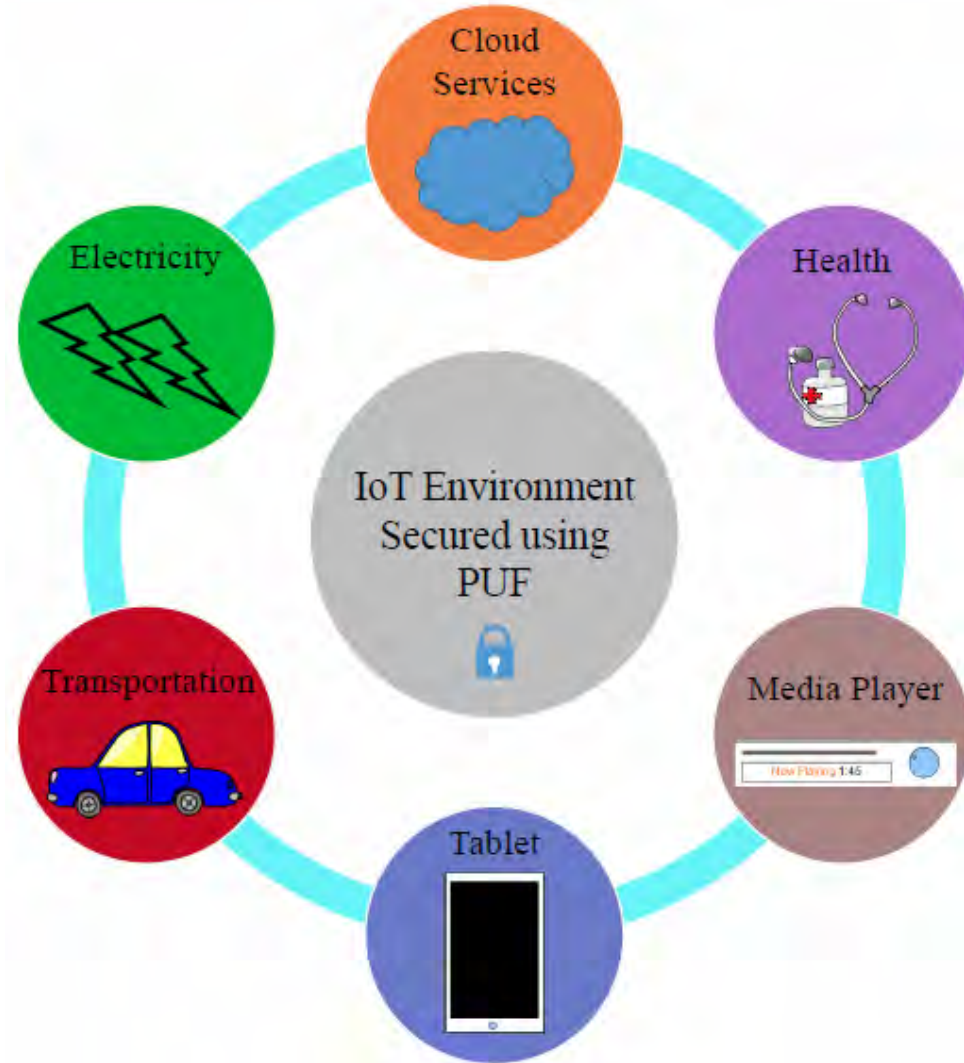 Cloud
Services
Electricity
Health
IoT Environment
Secured using
PUF
Transportation
Media Player
Now Playing 1:45
Tablet